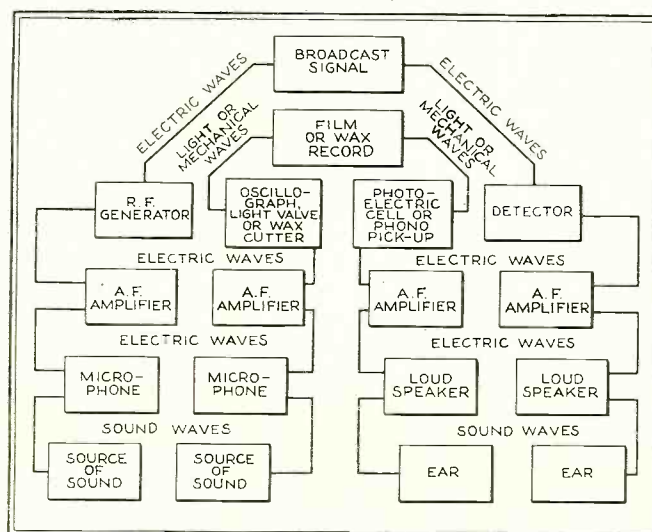 BROADCAST
SIGNAL
ELECTRIC WAVES
LIGHT OR
MECHANICAL
WAVES
FILM
OR WAX
RECORD
LIGHT OR
MECHANICAL
WAVES
ELECTRIC WAVES
R.F.
GENERATOR
OSCILLO-
GRAPH,
LIGHT VALVE
OR WAX
CUTTER
PHOTO-
ELECTRIC
CELL OR
PHONO
PICK-UP
DETECTOR
ELECTRIC WAVES
ELECTRIC WAVES
A.F.
AMPLIFIER
A.F.
AMPLIFIER
A.F.
AMPLIFIER
A.F.
AMPLIFIER
ELECTRIC WAVES
ELECTRIC WAVES
MICRO-
PHONE
MICRO-
PHONE
LOUD
SPEAKER
LOUD
SPEAKER
SOUND WAVES
SOUND WAVES
SOURCE
OF SOUND
SOURCE
OF SOUND
EAR
EAR